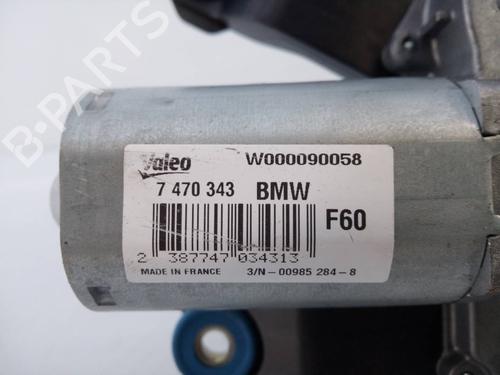 B-PARTS
Valeo W000090058
7 470 343 BMW
F60
2 387747 034313
MADE IN FRANCE 3/N-00985 284-8